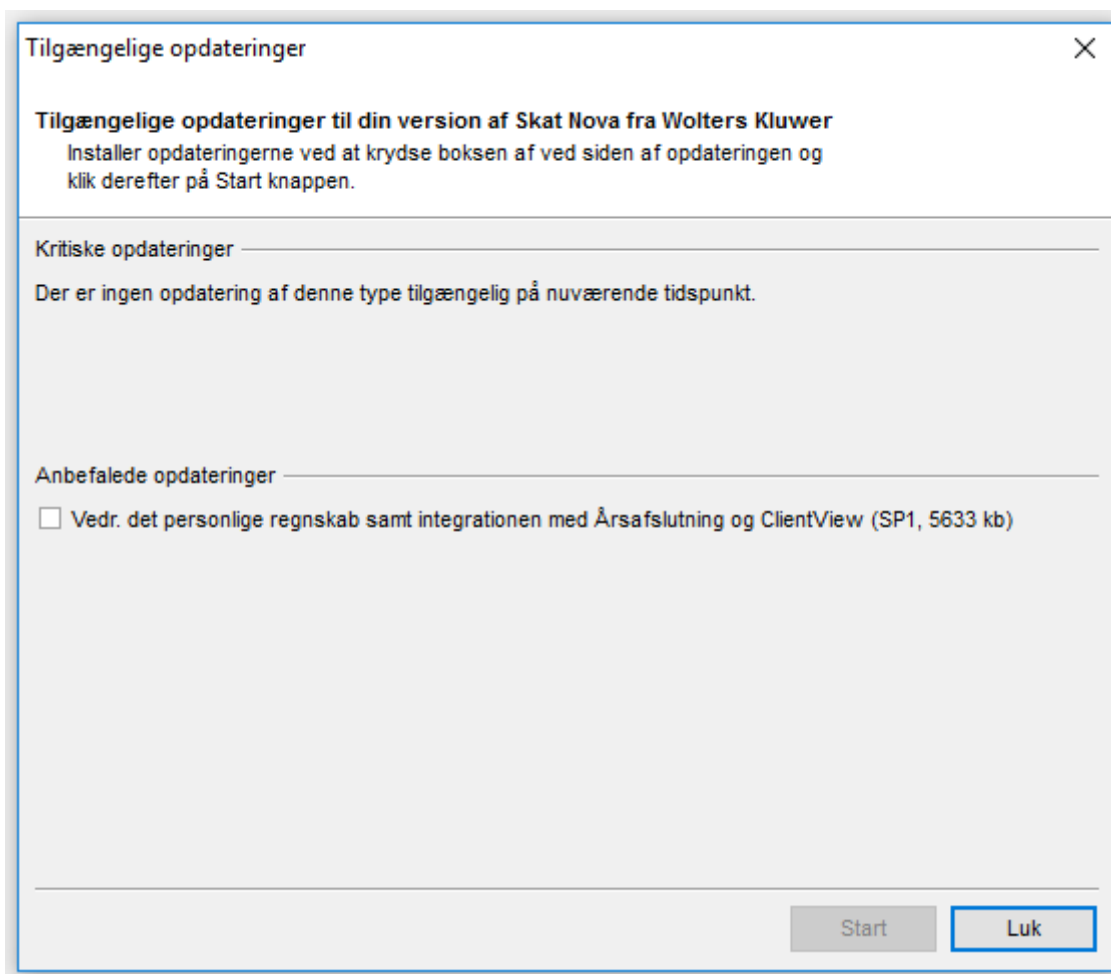 Tilgængelige opdateringer
Tilgængelige opdateringer til din version af Skat Nova fra Wolters Kluwer
Installer opdateringerne ved at krydse boksen af ved siden af opdateringen og
klik derefter på Start knappen.
Kritiske opdateringer
Der er ingen opdatering af denne type tilgængelig på nuværende tidspunkt.
Anbefalede opdateringer
Vedr. det personlige regnskab samt integrationen med Årsafslutning og ClientView (SP1, 5633 kb)
Start
Luk